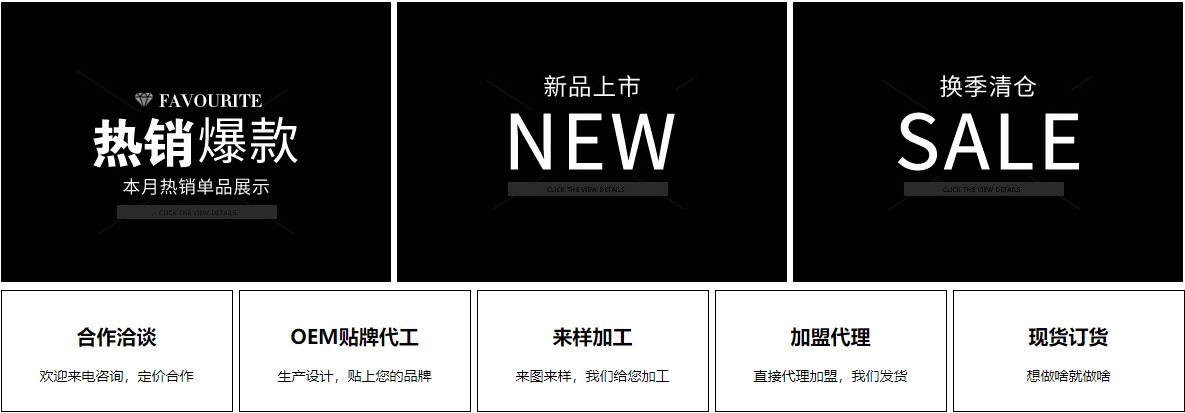 FAVOURITE
热销爆款
本月热销单品展示
CLICK THE VIEW DETAILS
新品上市
NEW
CLICK THE VIEW DETAILS
换季清仓
SALE
CLICK THE VIEW DETAILS
合作洽谈
欢迎来电咨询，定价合作
OEM贴牌代工
生产设计，贴上您的品牌
来样加工
来图来样，我们给您加工
加盟代理
直接代理加盟，我们发货
现货订货
想做啥就做啥